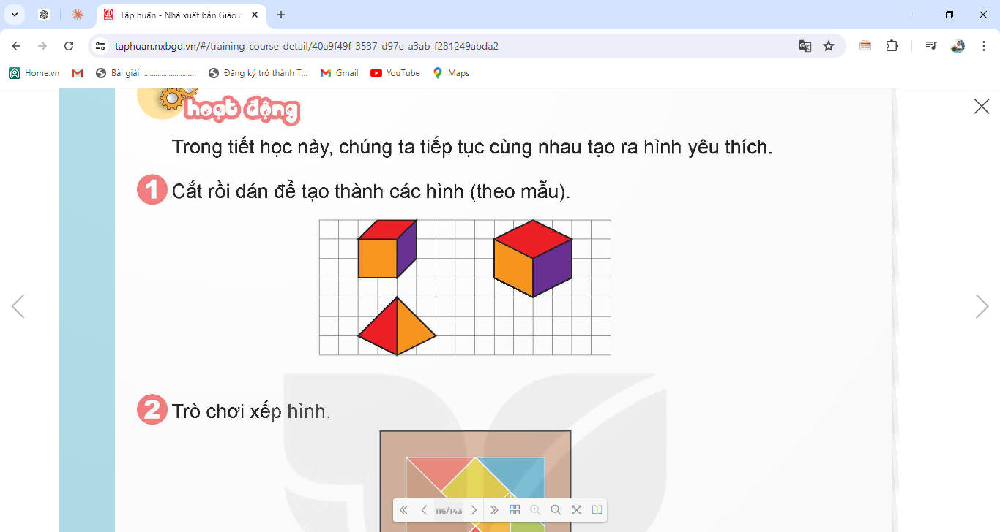 Tập huấn - Nhà xuất bản Giáo d
taphuan.nxbgd.vn/#/training-course-detail/40a9f49f-3537-d97e-a3ab-f281249abda2
Home.vn
Bài giải ...........................
Đăng ký trở thành T...
Gmail
YouTube
Maps
hoạt động
Trong tiết học này, chúng ta tiếp tục cùng nhau tạo ra hình yêu thích.
1 Cắt rồi dán để tạo thành các hình (theo mẫu).
2 Trò chơi xếp hình.
116/143